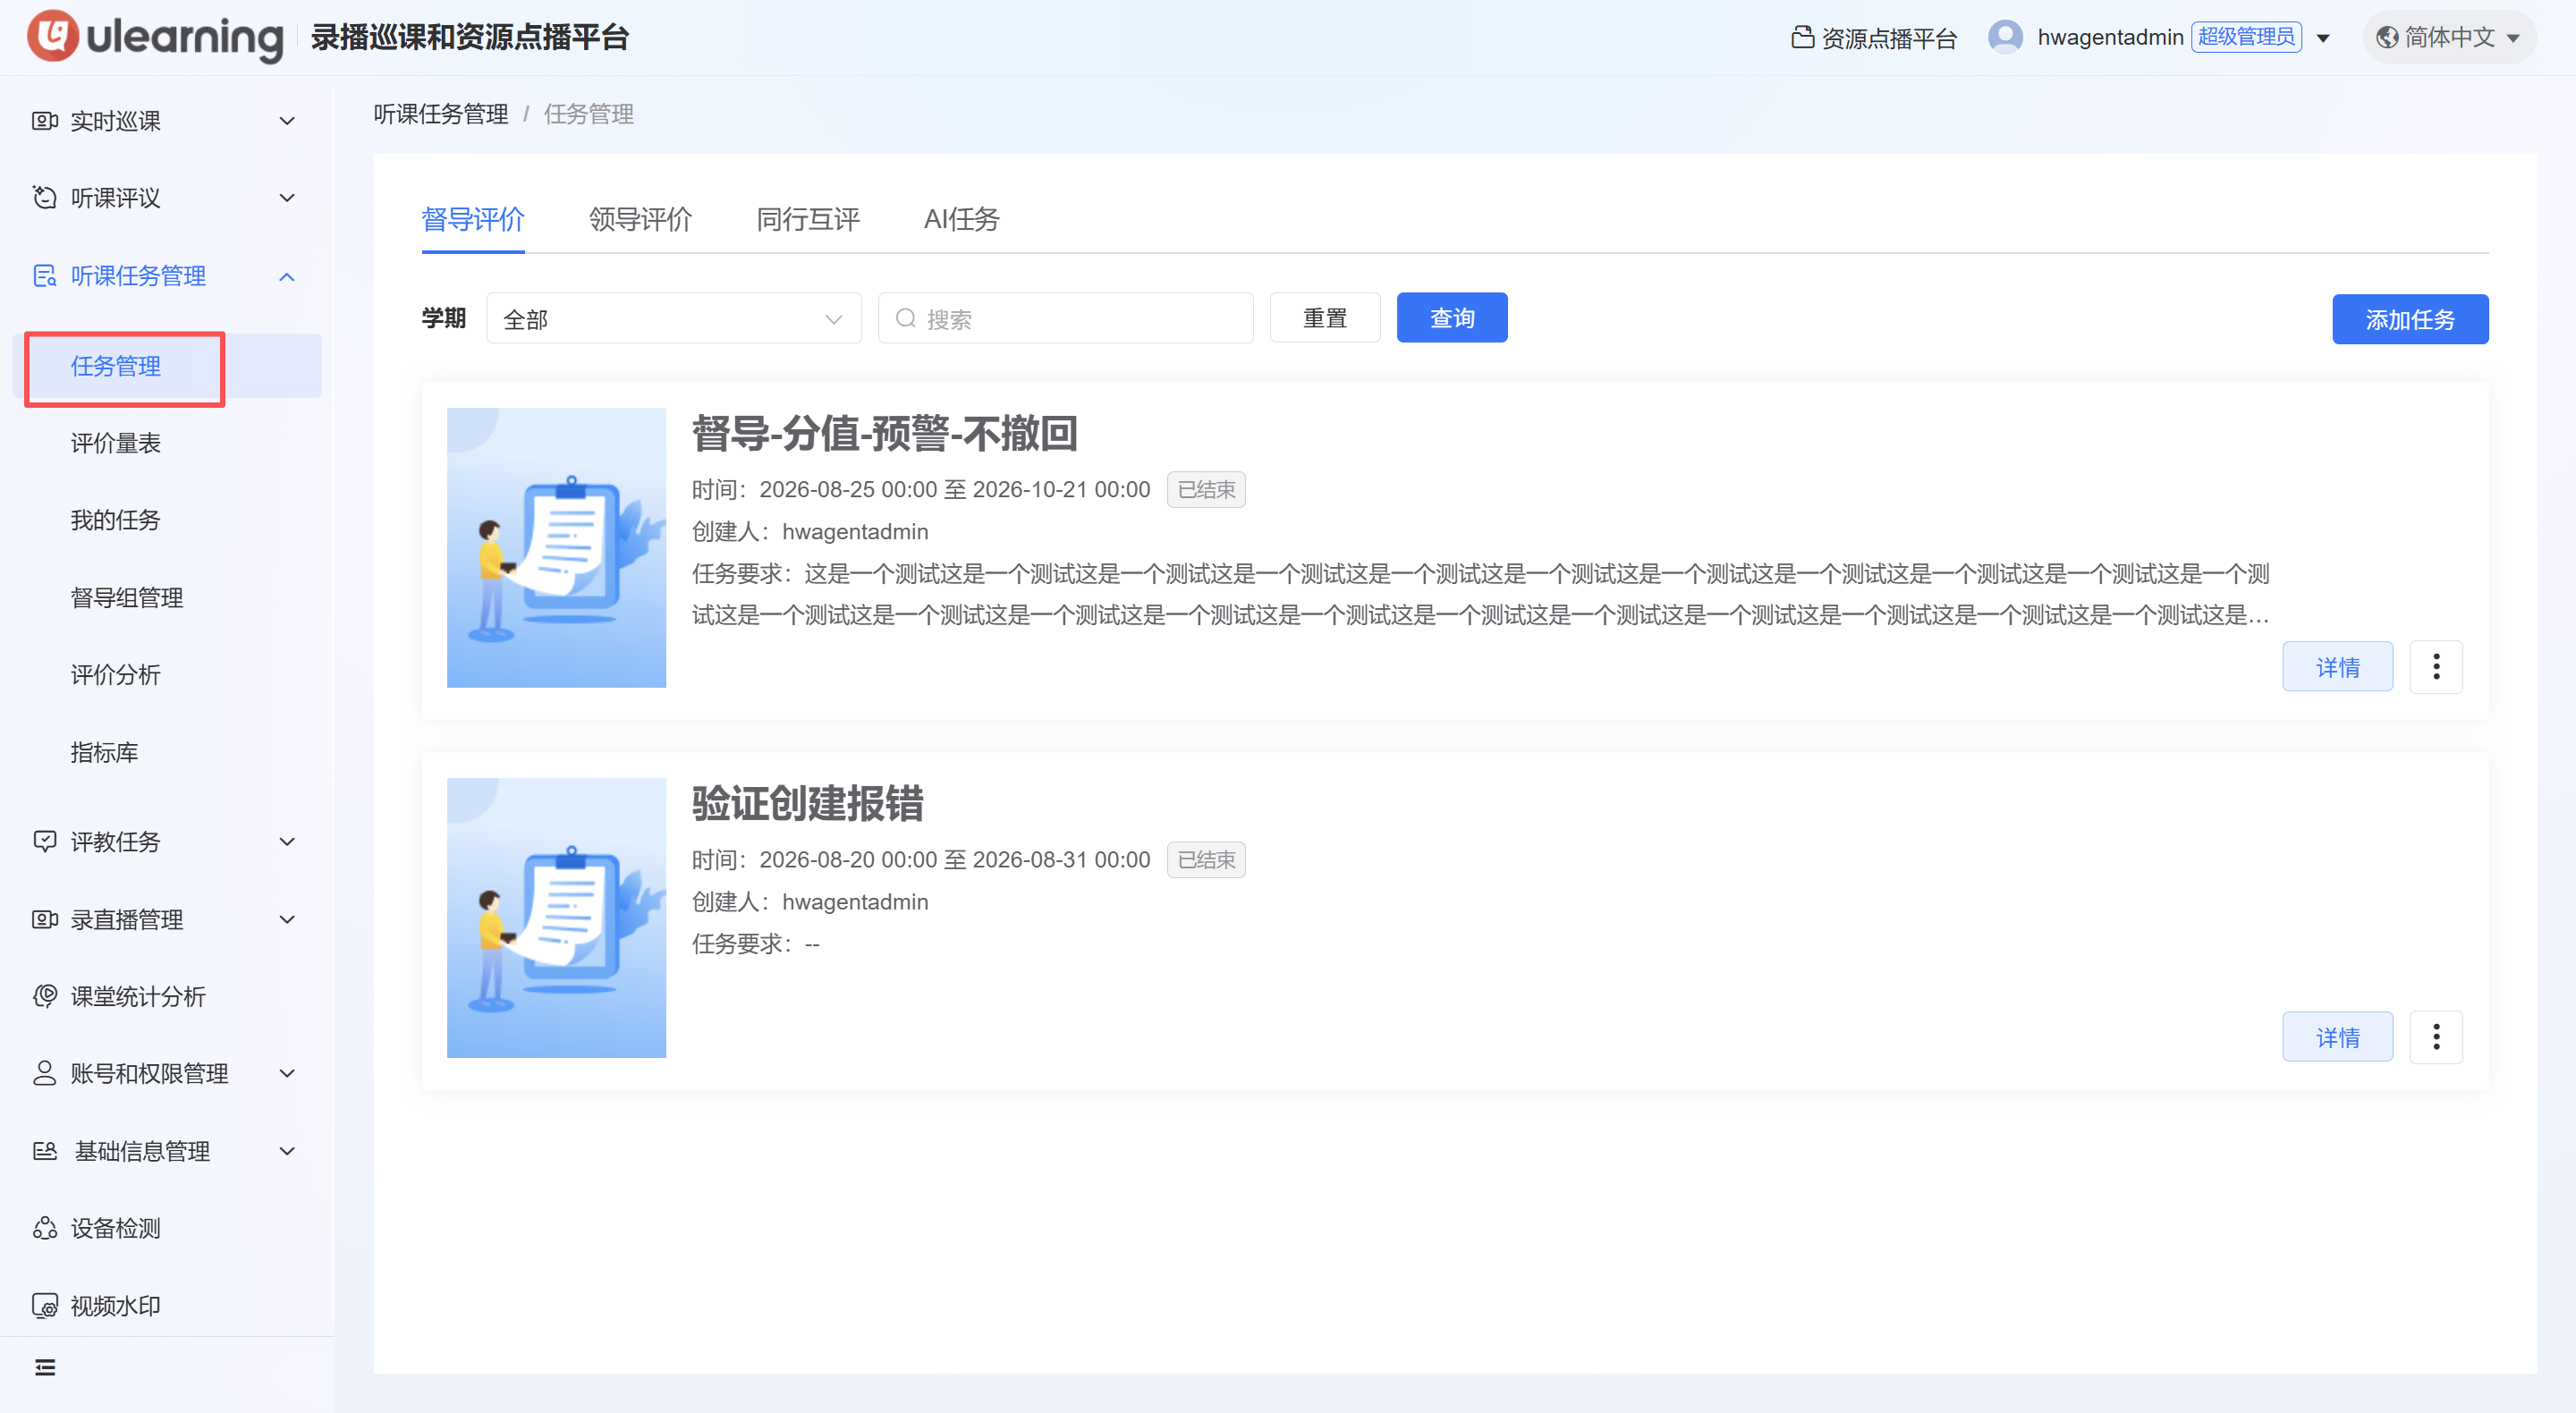 ulearning 录播巡课和资源点播平台 资源点播平台 hwagentadmin 超级管理员 简体中文
实时巡课
听课评议
听课任务管理
任务管理
评价量表
我的任务
督导组管理
评价分析
指标库
评教任务
录直播管理
课堂统计分析
账号和权限管理
基础信息管理
设备检测
视频水印
听课任务管理 / 任务管理
督导评价 领导评价 同行互评 AI任务
学期 全部 搜索 重置 查询 添加任务
督导-分值-预警-不撤回
时间：2026-08-25 00:00 至 2026-10-21 00:00 已结束
创建人：hwagentadmin
任务要求：这是一个测试这是一个测试这是一个测试这是一个测试这是一个测试这是一个测试这是一个测试这是一个测试这是一个测试这是一个测试这是一个测
试这是一个测试这是一个测试这是一个测试这是一个测试这是一个测试这是一个测试这是一个测试这是一个测试这是一个测试这是一个测试这是一个测试这是一个测试这是一个测试这是...
详情
验证创建报错
时间：2026-08-20 00:00 至 2026-08-31 00:00 已结束
创建人：hwagentadmin
任务要求：--
详情